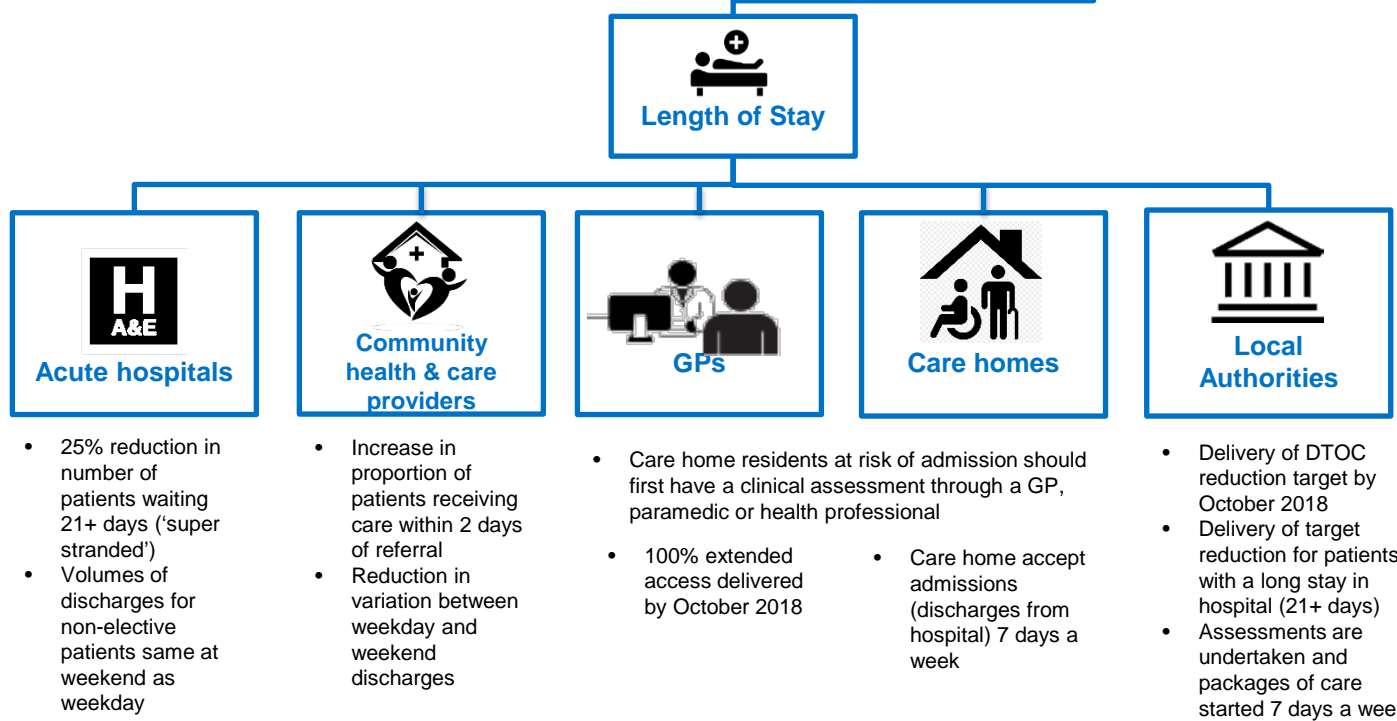 Length of Stay
H
A&E
Acute hospitals
Community
health & care
providers
GPs
Care homes
Local
Authorities
• 25% reduction in
number of
patients waiting
21+ days (‘super
stranded’)
• Volumes of
discharges for
non-elective
patients same at
weekend as
weekday
• Increase in
proportion of
patients receiving
care within 2 days
of referral
• Reduction in
variation between
weekday and
weekend
discharges
• Care home residents at risk of admission should
first have a clinical assessment through a GP,
paramedic or health professional
• 100% extended
access delivered
by October 2018
• Care home accept
admissions
(discharges from
hospital) 7 days a
week
• Delivery of DTOC
reduction target by
October 2018
• Delivery of target
reduction for patients
with a long stay in
hospital (21+ days)
• Assessments are
undertaken and
packages of care
started 7 days a wee